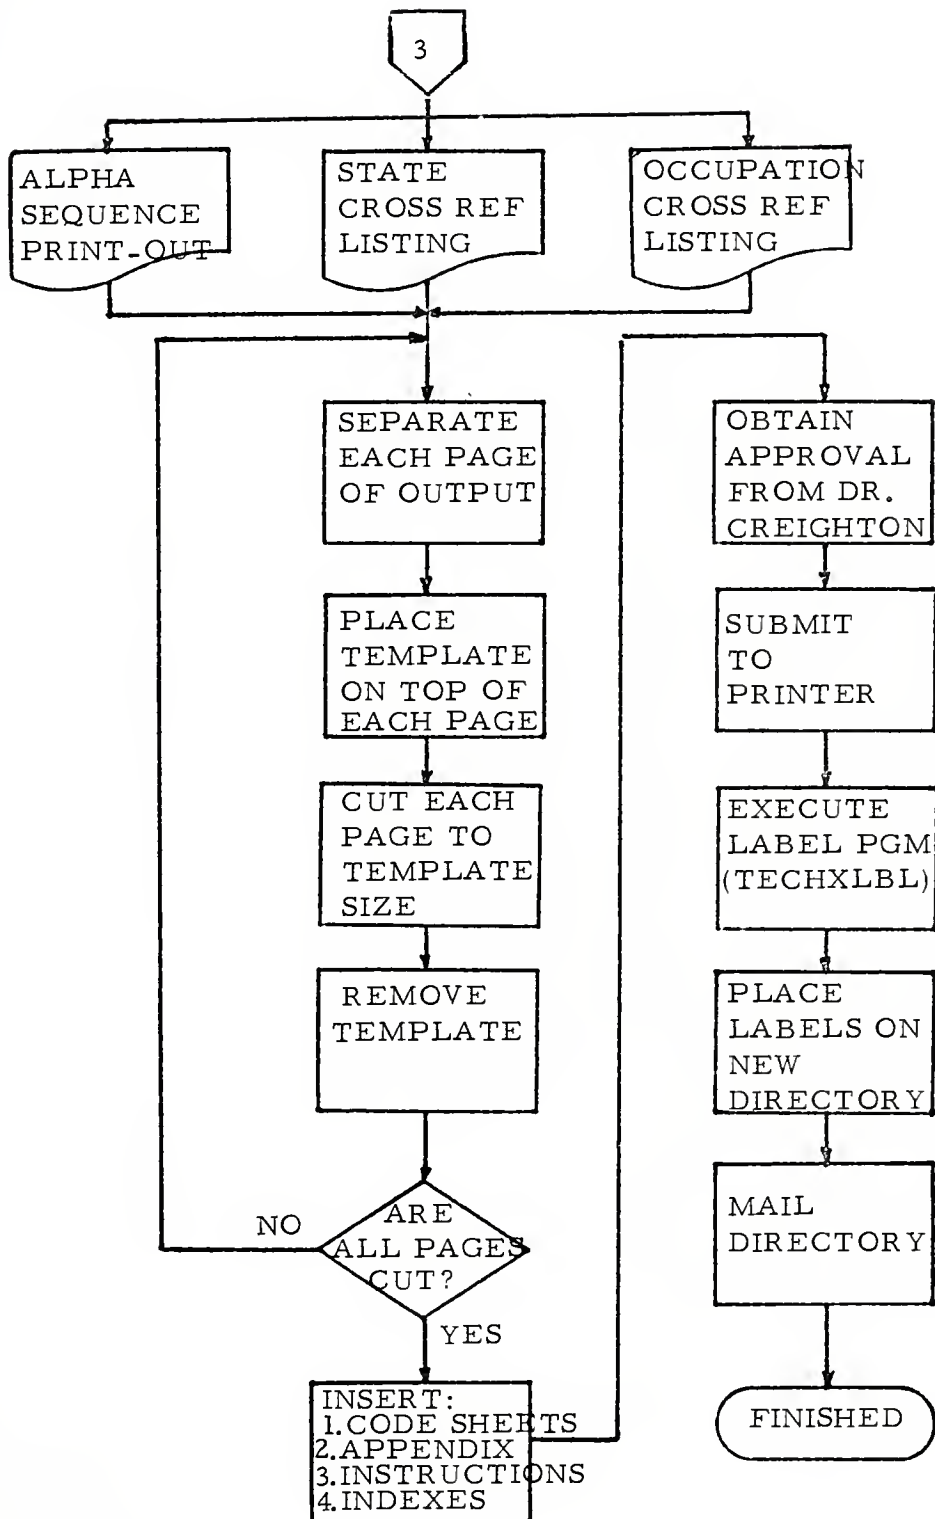 3
ALPHA
SEQUENCE
PRINT-OUT
STATE
CROSS REF
LISTING
OCCUPATION
CROSS REF
LISTING
SEPARATE
EACH PAGE
OF OUTPUT
PLACE
TEMPLATE
ON TOP OF
EACH PAGE
CUT EACH
PAGE TO
TEMPLATE
SIZE
REMOVE
TEMPLATE
ARE
ALL PAGES
CUT?
NO
YES
INSERT:
1. CODE SHEETS
2. APPENDIX
3. INSTRUCTIONS
4. INDEXES
OBTAIN
APPROVAL
FROM DR.
CREIGHTON
SUBMIT
TO
PRINTER
EXECUTE
LABEL PGM
(TECHXLBL)
PLACE
LABELS ON
NEW
DIRECTORY
MAIL
DIRECTORY
FINISHED